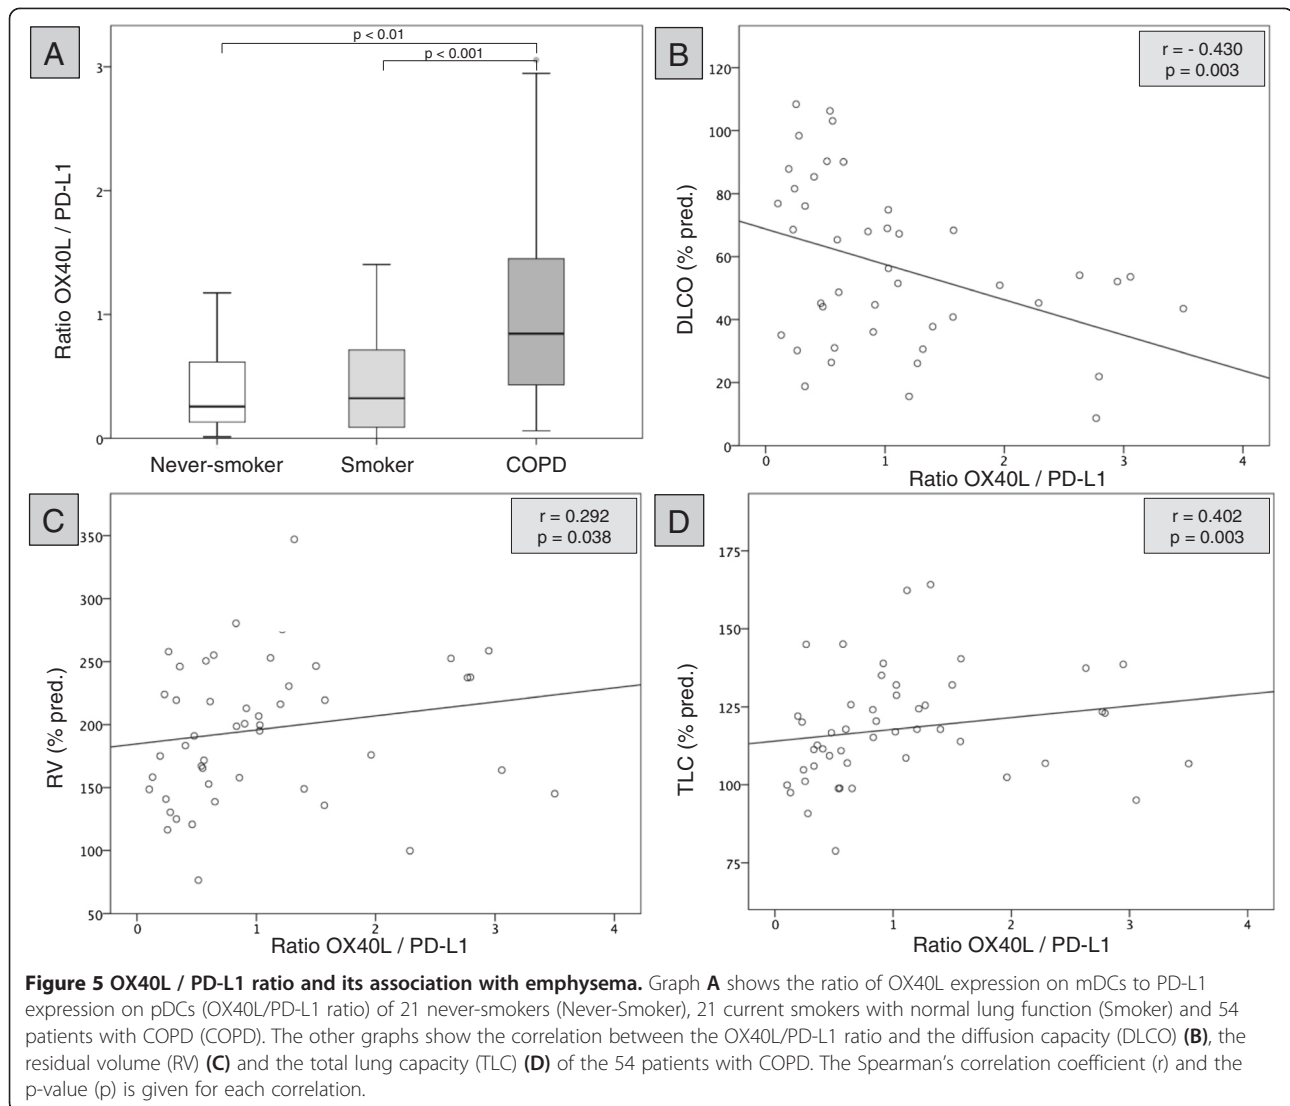 A
p < 0.01
p < 0.001
3
2
1
0
Ratio OX40L / PD-L1
Never-smoker
Smoker
COPD
B
r = - 0.430
p = 0.003
120
100
80
60
40
20
0
DLCO (% pred.)
0 1 2 3 4
Ratio OX40L / PD-L1
C
r = 0.292
p = 0.038
350
300
250
200
150
100
50
RV (% pred.)
0 1 2 3 4
Ratio OX40L / PD-L1
D
r = 0.402
p = 0.003
175
150
125
100
75
TLC (% pred.)
0 1 2 3 4
Ratio OX40L / PD-L1
Figure 5 OX40L / PD-L1 ratio and its association with emphysema. Graph A shows the ratio of OX40L expression on mDCs to PD-L1
expression on pDCs (OX40L/PD-L1 ratio) of 21 never-smokers (Never-Smoker), 21 current smokers with normal lung function (Smoker) and 54
patients with COPD (COPD). The other graphs show the correlation between the OX40L/PD-L1 ratio and the diffusion capacity (DLCO) (B), the
residual volume (RV) (C) and the total lung capacity (TLC) (D) of the 54 patients with COPD. The Spearman's correlation coefficient (r) and the
p-value (p) is given for each correlation.